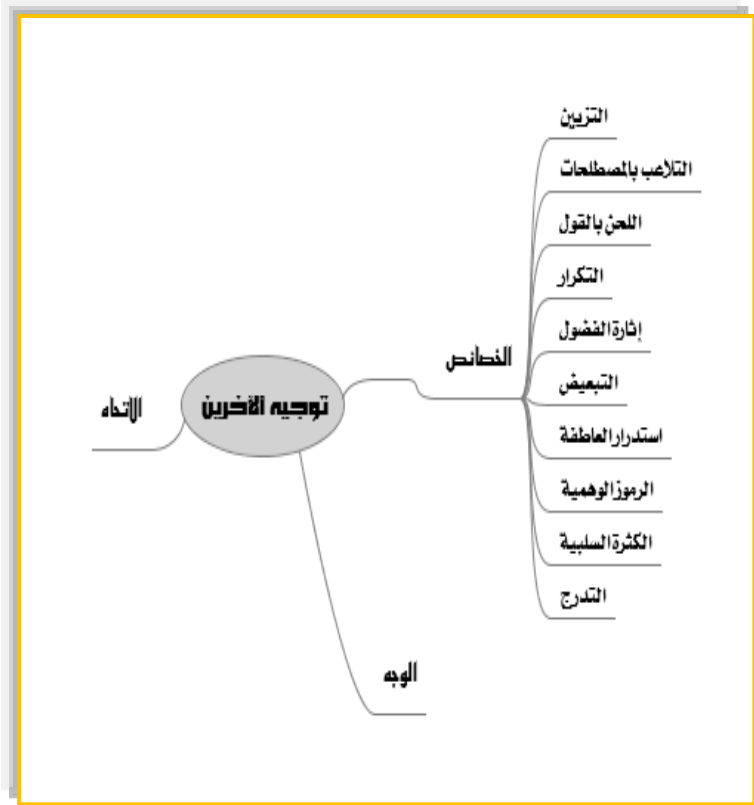 التزيين
التلاعب بالمصطلحات
اللحن بالقول
التكرار
إثارة الفضول
الخصائص
التبعيض
توجيه الآخرين
الاتجاه
استدرار العاطفة
الرموز الوهمية
الكثرة السلبية
التدرج
الوجه